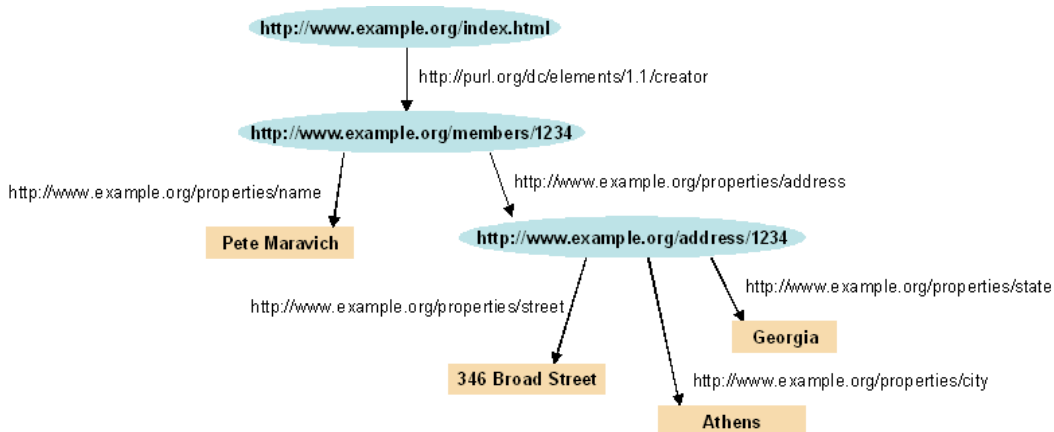 http://www.example.org/index.html
http://purl.org/dc/elements/1.1/creator
http://www.example.org/members/1234
http://www.example.org/properties/name
http://www.example.org/properties/address
Pete Maravich
http://www.example.org/address/1234
http://www.example.org/properties/street
http://www.example.org/properties/state
Georgia
346 Broad Street
http://www.example.org/properties/city
Athens